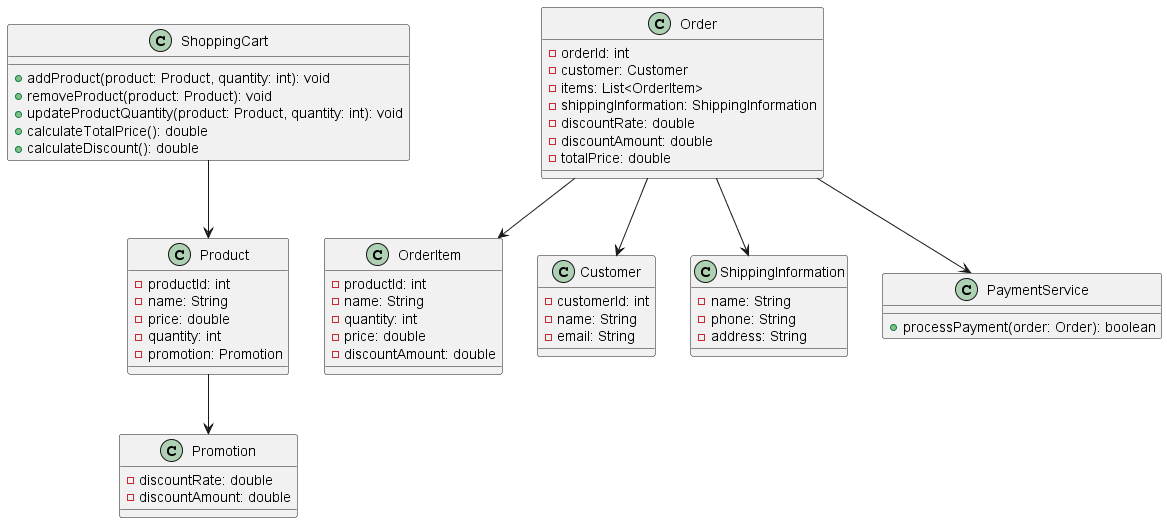 C ShoppingCart
addProduct(product: Product, quantity: int): void
removeProduct(product: Product): void
updateProductQuantity(product: Product, quantity: int): void
calculateTotalPrice(): double
calculateDiscount(): double
C Order
orderId: int
customer: Customer
items: List<OrderItem>
shippingInformation: ShippingInformation
discountRate: double
discountAmount: double
totalPrice: double
C Product
productId: int
name: String
price: double
quantity: int
promotion: Promotion
C OrderItem
productId: int
name: String
quantity: int
price: double
discountAmount: double
C Customer
customerId: int
name: String
email: String
C ShippingInformation
name: String
phone: String
address: String
C PaymentService
processPayment(order: Order): boolean
C Promotion
discountRate: double
discountAmount: double